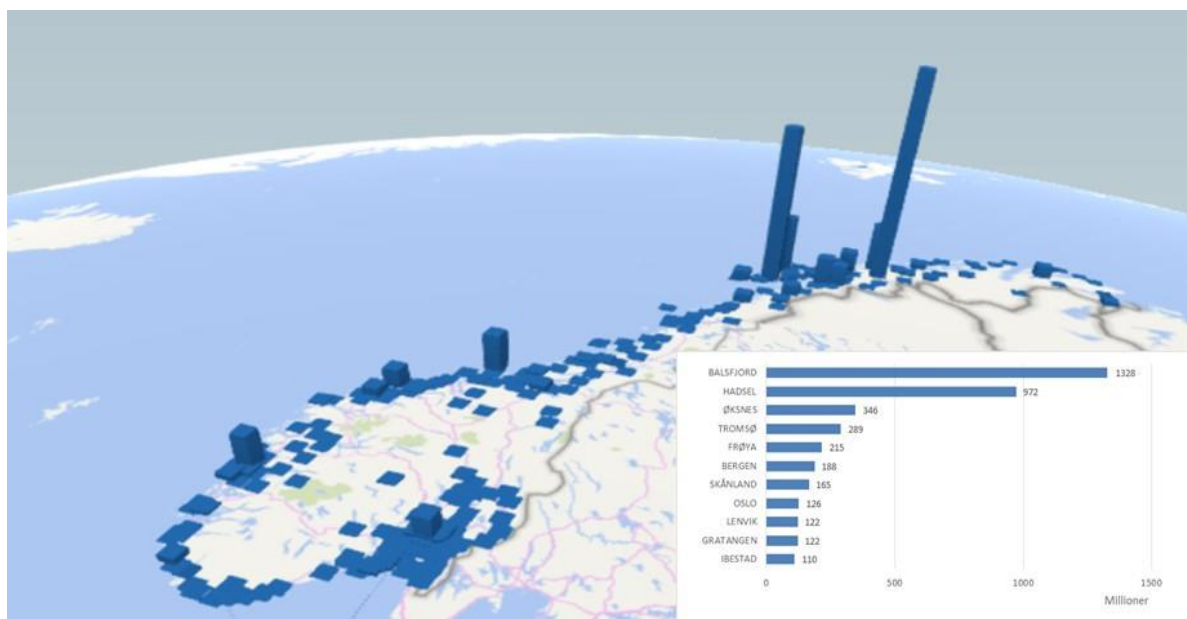 BALSFJORD 1328
HADSEL 972
ØKSNES 346
TROMSØ 289
FRØYA 215
BERGEN 188
SKÅNLAND 165
OSLO 126
LENVIK 122
GRATANGEN 122
IBESTAD 110
0 500 1000 1500
Millioner